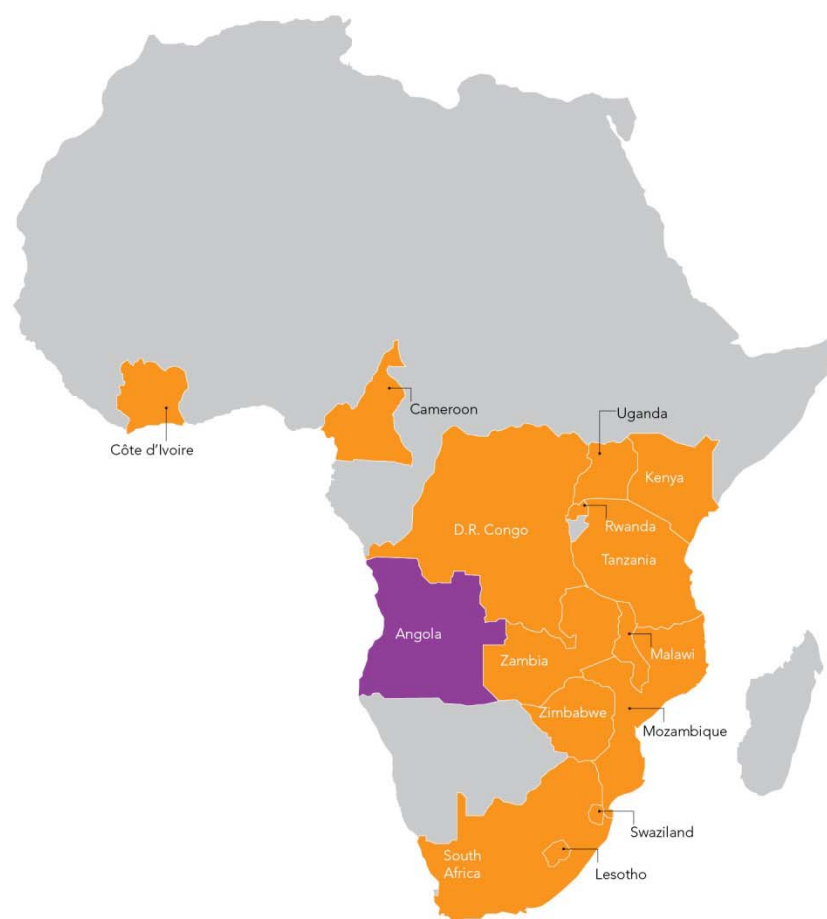 Cameroon
Uganda
Côte d’Ivoire
Kenya
D.R. Congo
Rwanda
Tanzania
Angola
Zambia
Malawi
Zimbabwe
Mozambique
Swaziland
South
Africa
Lesotho